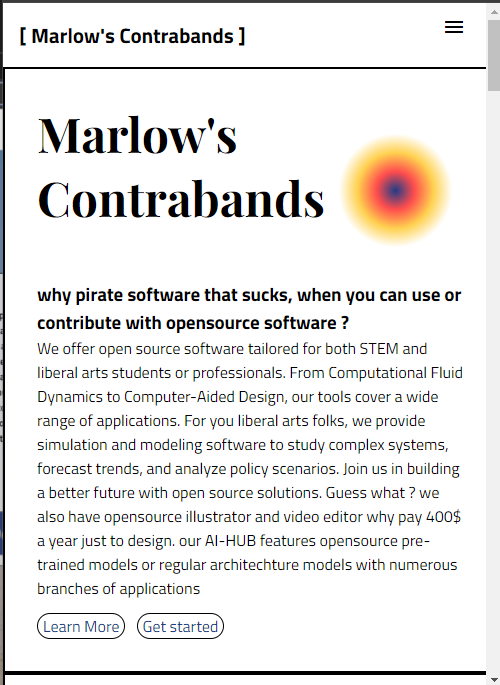 [ Marlow's Contrabands ]
Marlow's
Contrabands
why pirate software that sucks, when you can use or
contribute with opensource software ?
We offer open source software tailored for both STEM and
liberal arts students or professionals. From Computational Fluid
Dynamics to Computer-Aided Design, our tools cover a wide
range of applications. For you liberal arts folks, we provide
simulation and modeling software to study complex systems,
forecast trends, and analyze policy scenarios. Join us in building
a better future with open source solutions. Guess what ? we
also have opensource illustrator and video editor why pay 400$
a year just to design. our AI-HUB features opensource pre-
trained models or regular architechture models with numerous
branches of applications
Learn More Get started